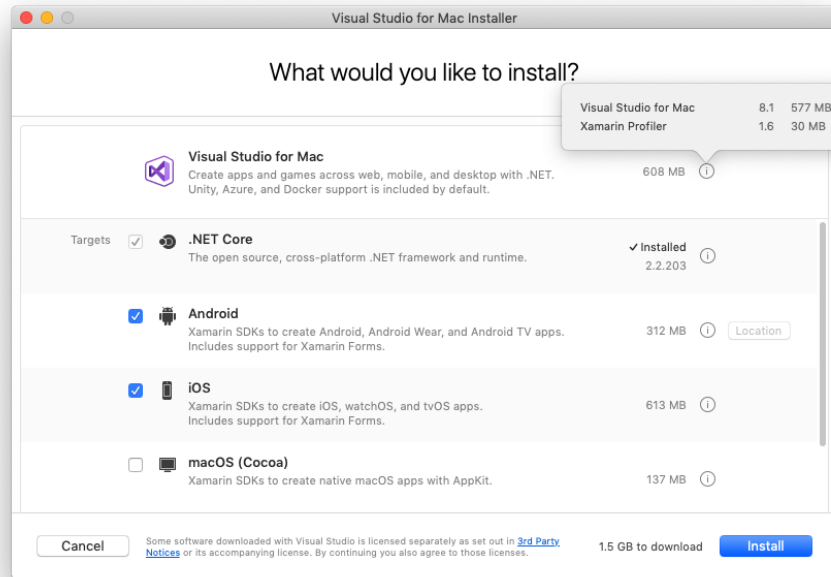 Visual Studio for Mac Installer
What would you like to install?
Visual Studio for Mac 8.1 577 MB
Xamarin Profiler 1.6 30 MB
Visual Studio for Mac
Create apps and games across web, mobile, and desktop with .NET.
Unity, Azure, and Docker support is included by default.
608 MB
Targets
.NET Core
The open source, cross-platform .NET framework and runtime.
✓ Installed
2.2.203
Android
Xamarin SDKs to create Android, Android Wear, and Android TV apps.
Includes support for Xamarin Forms.
312 MB
Location
iOS
Xamarin SDKs to create iOS, watchOS, and tvOS apps.
Includes support for Xamarin Forms.
613 MB
macOS (Cocoa)
Xamarin SDKs to create native macOS apps with AppKit.
137 MB
Cancel
Some software downloaded with Visual Studio is licensed separately as set out in 3rd Party
Notices or its accompanying license. By continuing you also agree to those licenses.
1.5 GB to download
Install